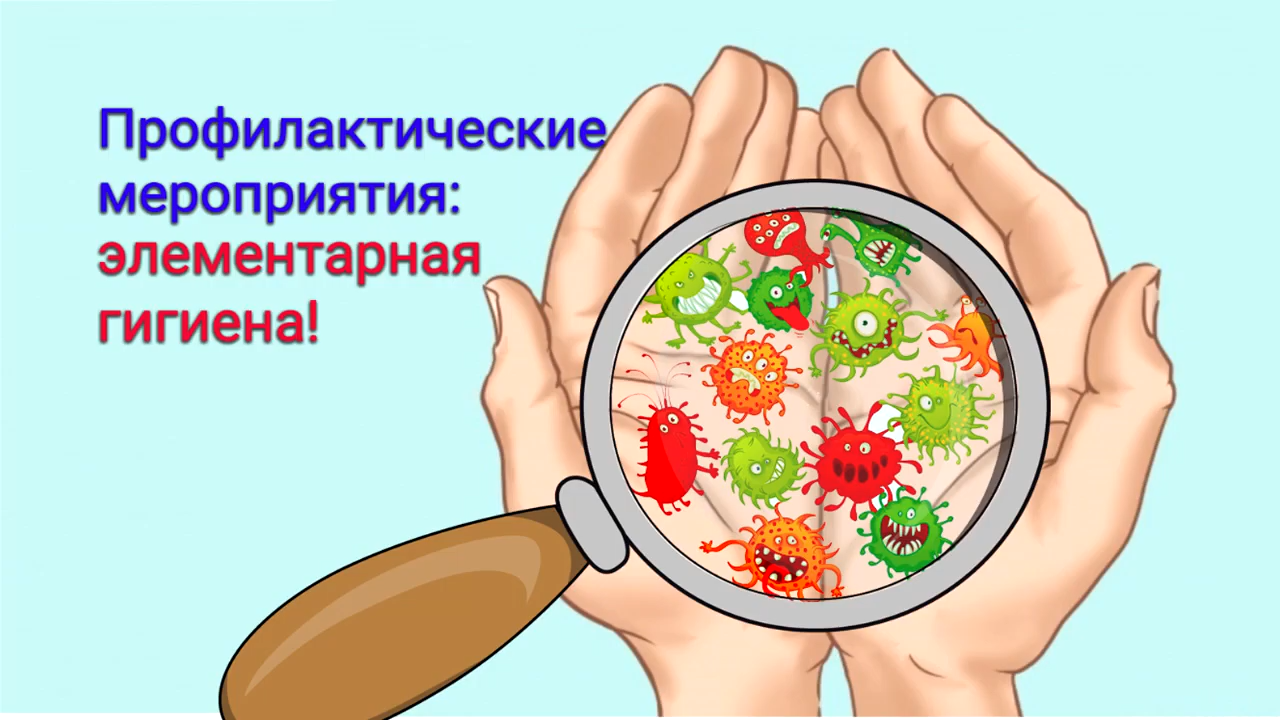 Профилактические
мероприятия:
элементарная
гигиена!